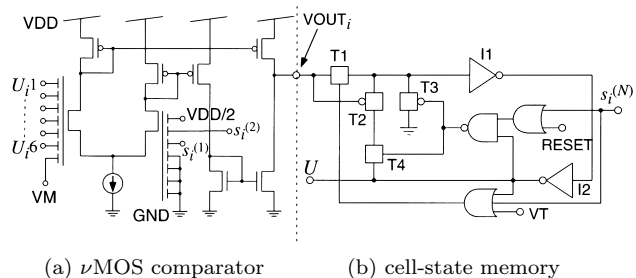 VDD
VOUTi
T1
I1
T3
si(N)
Ui1
VDD/2
T2
si(2)
RESET
si(1)
Ui6
T4
U
I2
VM
GND
VT
(a) νMOS comparator
(b) cell-state memory